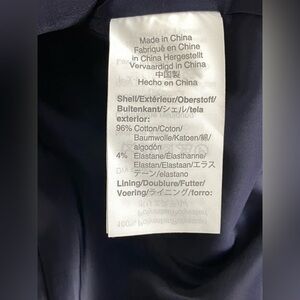 Made in China
Fabriqué en Chine
in China Hergestellt
Vervaardigd in China
中国製
Hecho en China
Shell/Extérieur/Oberstoff/
Buitenkant/シェル/tela
exterior:
96% Cotton/Coton/
Baumwolle/Katoen/綿/
algodón
4% Elastane/Élasthanne/
Elastan/Elastaan/エラス
テーン/elastano
Lining/Doublure/Futter/
Voering/ライニング/forro: